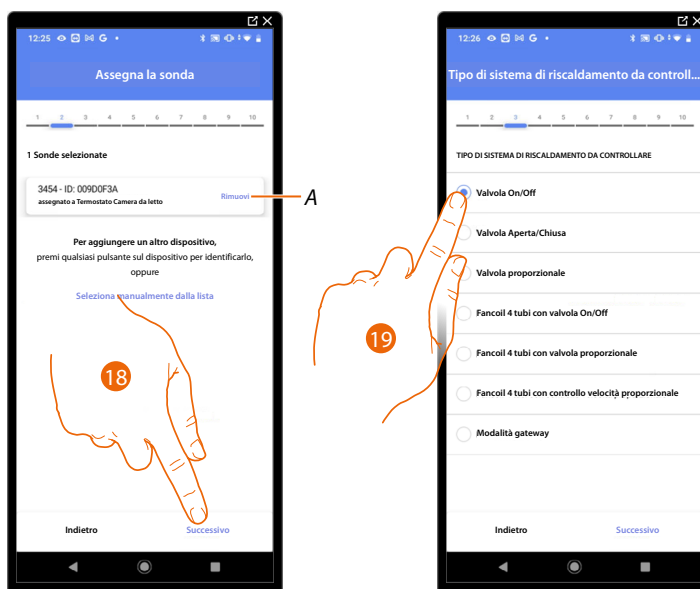 12:25 G
Assegna la sonda
1 2 3 4 5 6 7 8 9 10
1 Sonde selezionate
3454 - ID: 009D0F3A
assegnato a Termostato Camera da letto
Rimuovi
A
Per aggiungere un altro dispositivo,
premi qualsiasi pulsante sul dispositivo per identificarlo,
oppure
Seleziona manualmente dalla lista
18
Indietro
Successivo
12:26 G
Tipo di sistema di riscaldamento da controll...
1 2 3 4 5 6 7 8 9 10
TIPO DI SISTEMA DI RISCALDAMENTO DA CONTROLLARE
Valvola On/Off
Valvola Aperta/Chiusa
Valvola proporzionale
Fancoil 4 tubi con valvola On/Off
Fancoil 4 tubi con valvola proporzionale
Fancoil 4 tubi con controllo velocità proporzionale
Modalità gateway
19
Indietro
Successivo